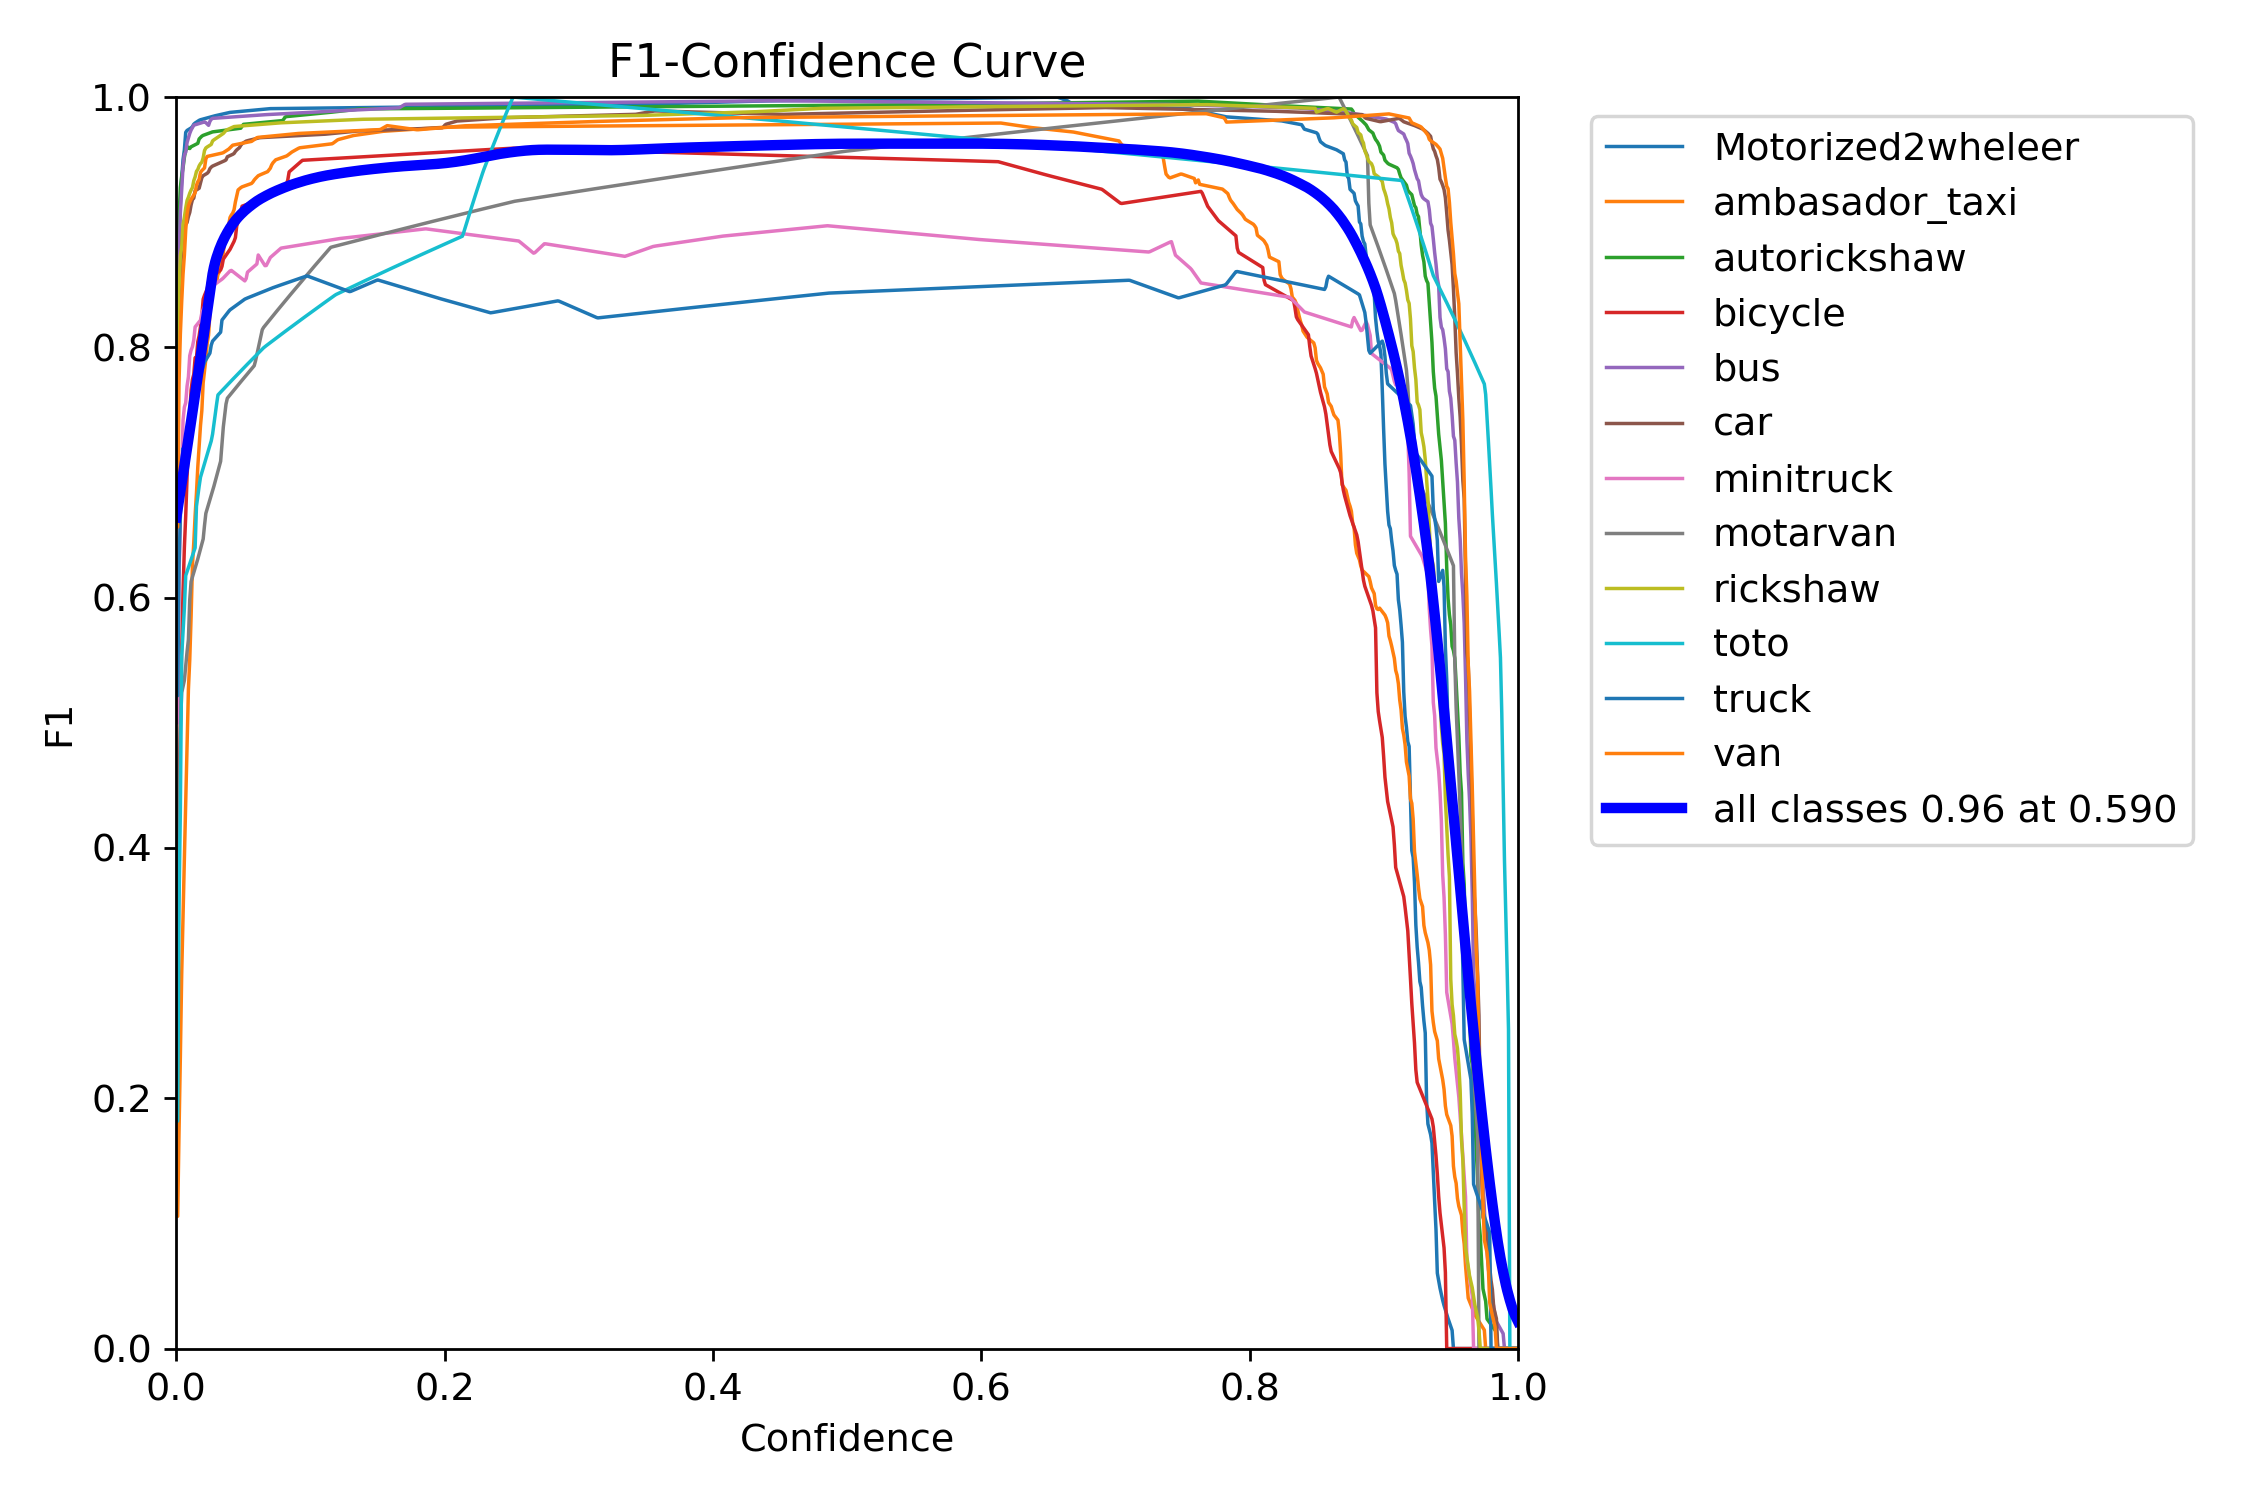 F1-Confidence Curve
1.0
0.8
0.6
0.4
0.2
0.0
F1
0.0 0.2 0.4 0.6 0.8 1.0
Confidence
Motorized2wheleer
ambasador_taxi
autorickshaw
bicycle
bus
car
minitruck
motarvan
rickshaw
toto
truck
van
all classes 0.96 at 0.590